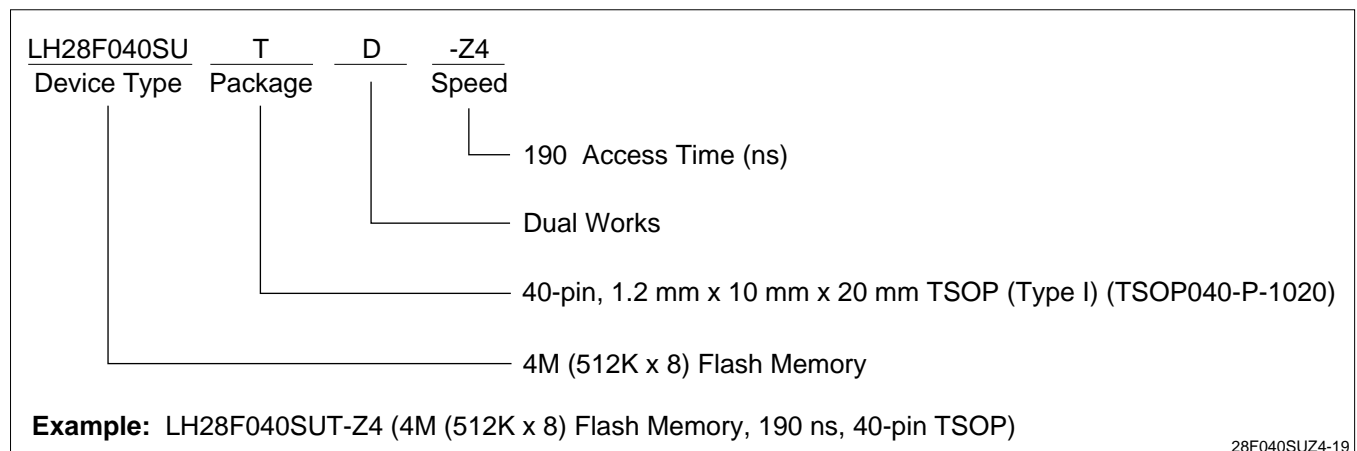 LH28F040SU T D -Z4
Device Type Package Speed
190 Access Time (ns)
Dual Works
40-pin, 1.2 mm x 10 mm x 20 mm TSOP (Type I) (TSOP040-P-1020)
4M (512K x 8) Flash Memory
Example: LH28F040SUT-Z4 (4M (512K x 8) Flash Memory, 190 ns, 40-pin TSOP)
28F040SUZ4-19